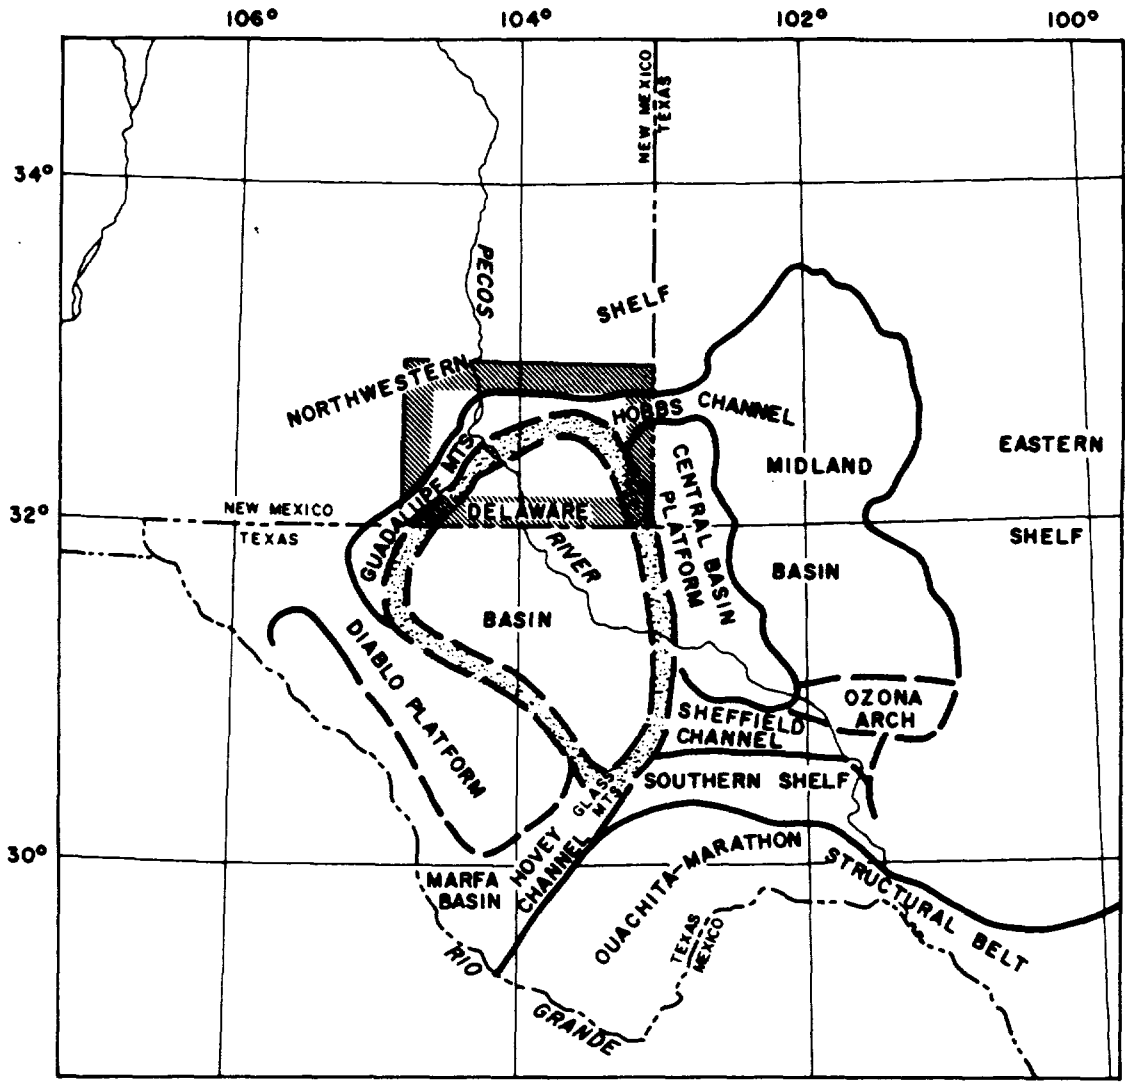 106° 104° 102° 100°
NEW MEXICO
TEXAS
34°
PECOS
SHELF
NORTHWESTERN
HOBBS CHANNEL
EASTERN
MIDLAND
GUADALUPE MTS
CENTRAL BASIN
PLATFORM
32°
NEW MEXICO
TEXAS
DELAWARE
RIVER
SHELF
BASIN
BASIN
DIABLO PLATFORM
OZONA
ARCH
SHEFFIELD
CHANNEL
SOUTHERN SHELF
GLASS
MTS.
30°
HOVEY
CHANNEL
MARFA
BASIN
OUACHITA-MARATHON
STRUCTURAL BELT
TEXAS
MEXICO
RIO
GRANDE